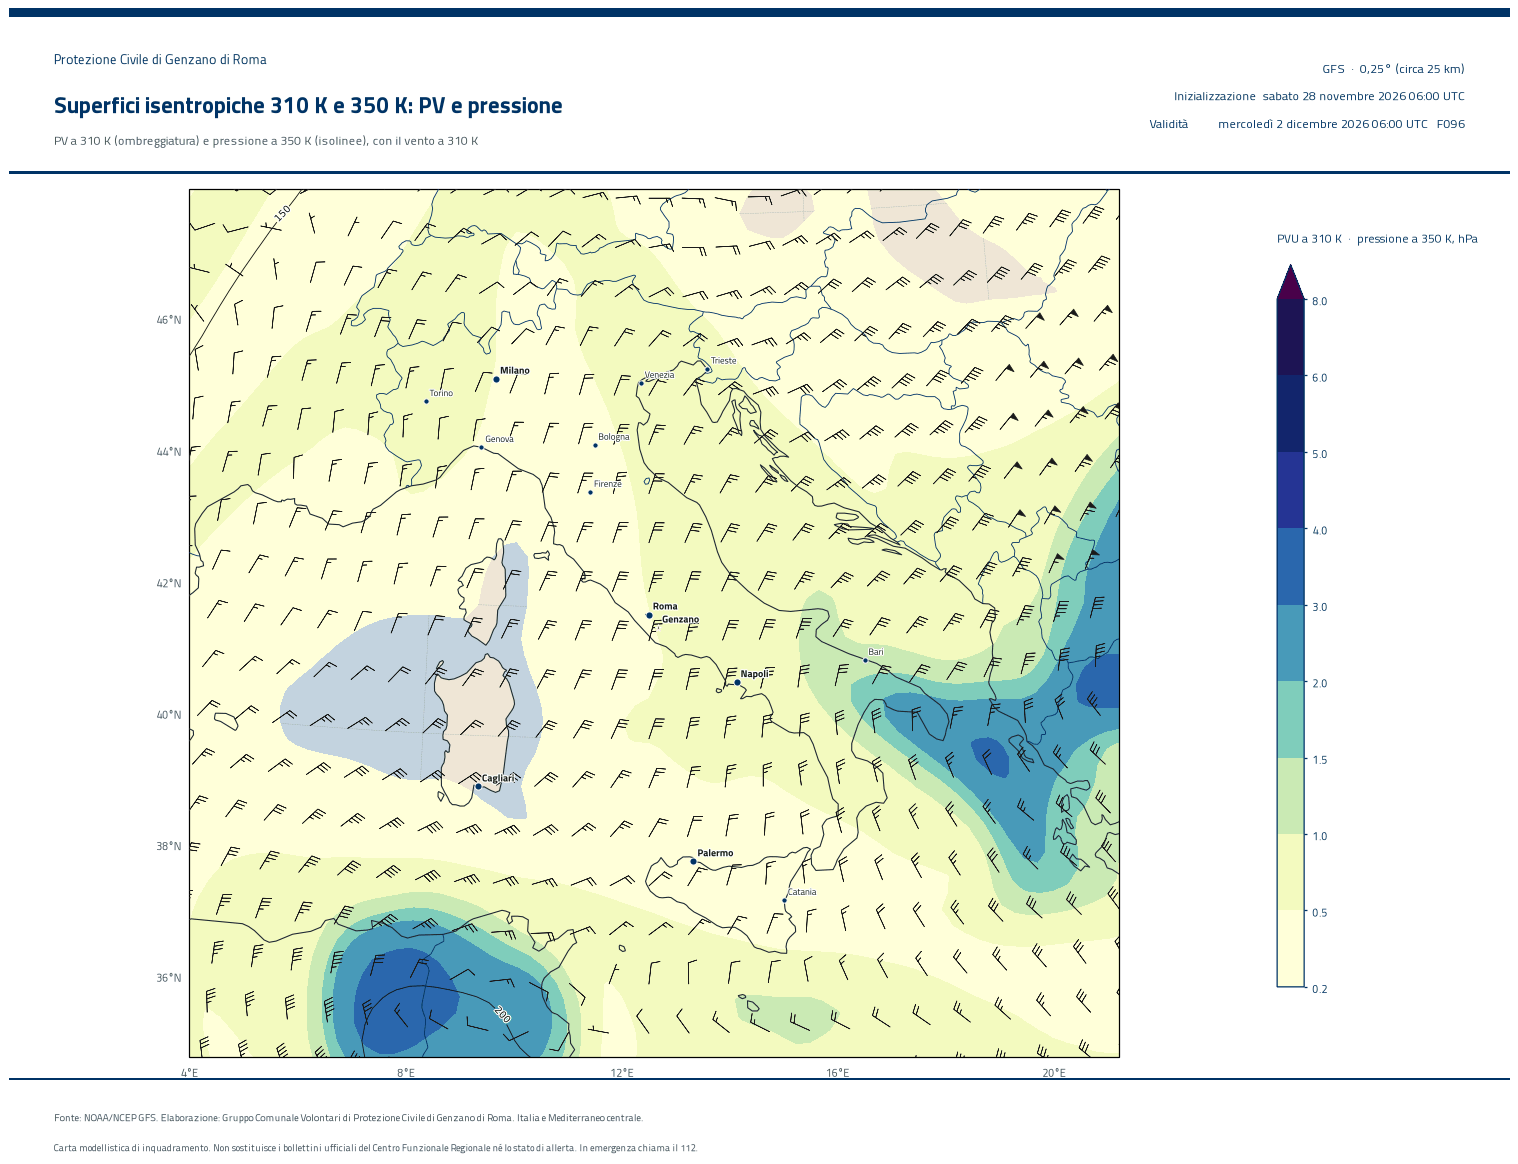 Protezione Civile di Genzano di Roma
Superfici isentropiche 310 K e 350 K: PV e pressione
PV a 310 K (ombreggiatura) e pressione a 350 K (isolinee), con il vento a 310 K
GFS · 0,25° (circa 25 km)
Inizializzazione sabato 28 novembre 2026 06:00 UTC
Validità mercoledì 2 dicembre 2026 06:00 UTC F096
PVU a 310 K · pressione a 350 K, hPa
8.0
6.0
5.0
4.0
3.0
2.0
1.5
1.0
0.5
0.2
150
46°N
44°N
42°N
40°N
38°N
36°N
Trieste
Milano
Venezia
Torino
Genova
Bologna
Firenze
Roma
Genzano
Bari
Napoli
Cagliari
Palermo
Catania
200
4°E
8°E
12°E
16°E
20°E
Fonte: NOAA/NCEP GFS. Elaborazione: Gruppo Comunale Volontari di Protezione Civile di Genzano di Roma. Italia e Mediterraneo centrale.
Carta modellistica di inquadramento. Non sostituisce i bollettini ufficiali del Centro Funzionale Regionale né lo stato di allerta. In emergenza chiama il 112.